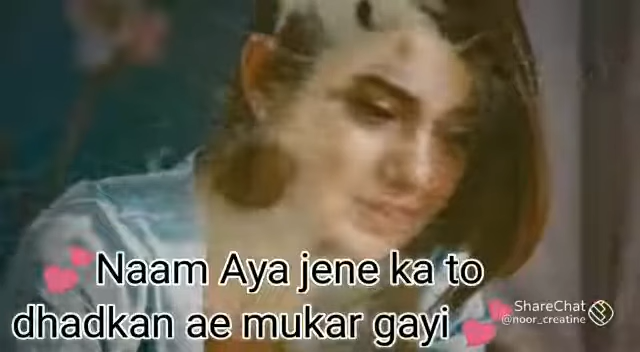 💕Naam Aya jene ka to
dhadkan ae mukar gayi 💕
ShareChat
@noor_creatine